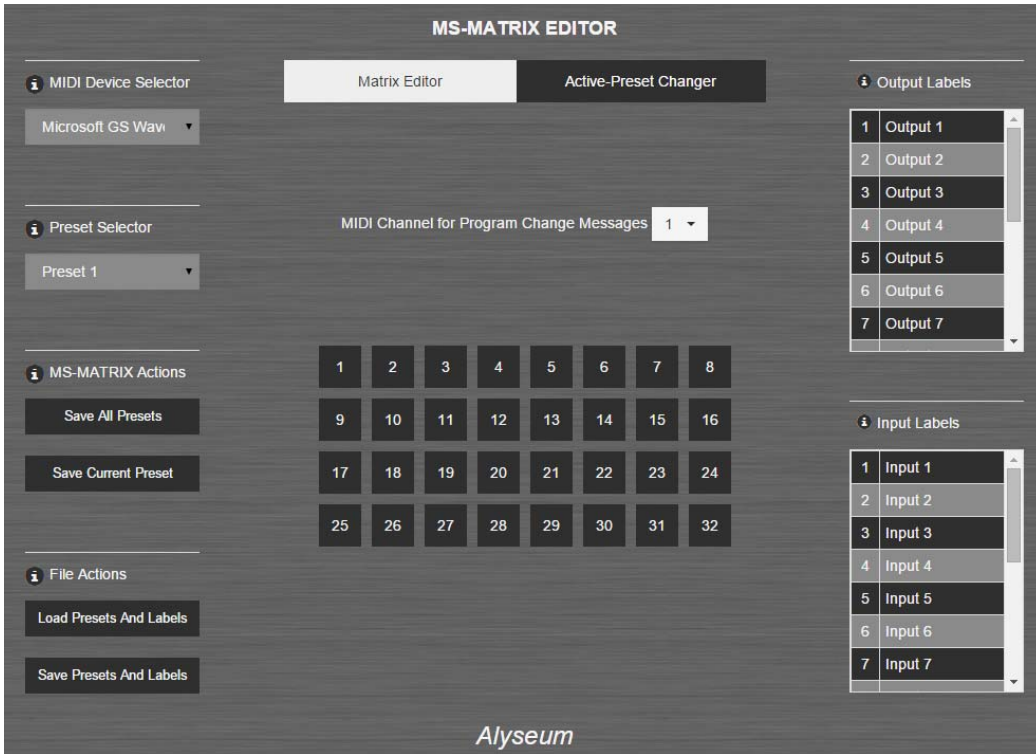 MS-MATRIX EDITOR
MIDI Device Selector
Microsoft GS Wav
Preset Selector
Preset 1
MS-MATRIX Actions
Save All Presets
Save Current Preset
File Actions
Load Presets And Labels
Save Presets And Labels
Matrix Editor
Active-Preset Changer
MIDI Channel for Program Change Messages 1
1 2 3 4 5 6 7 8
9 10 11 12 13 14 15 16
17 18 19 20 21 22 23 24
25 26 27 28 29 30 31 32
Output Labels
1 Output 1
2 Output 2
3 Output 3
4 Output 4
5 Output 5
6 Output 6
7 Output 7
Input Labels
1 Input 1
2 Input 2
3 Input 3
4 Input 4
5 Input 5
6 Input 6
7 Input 7
Alyseum